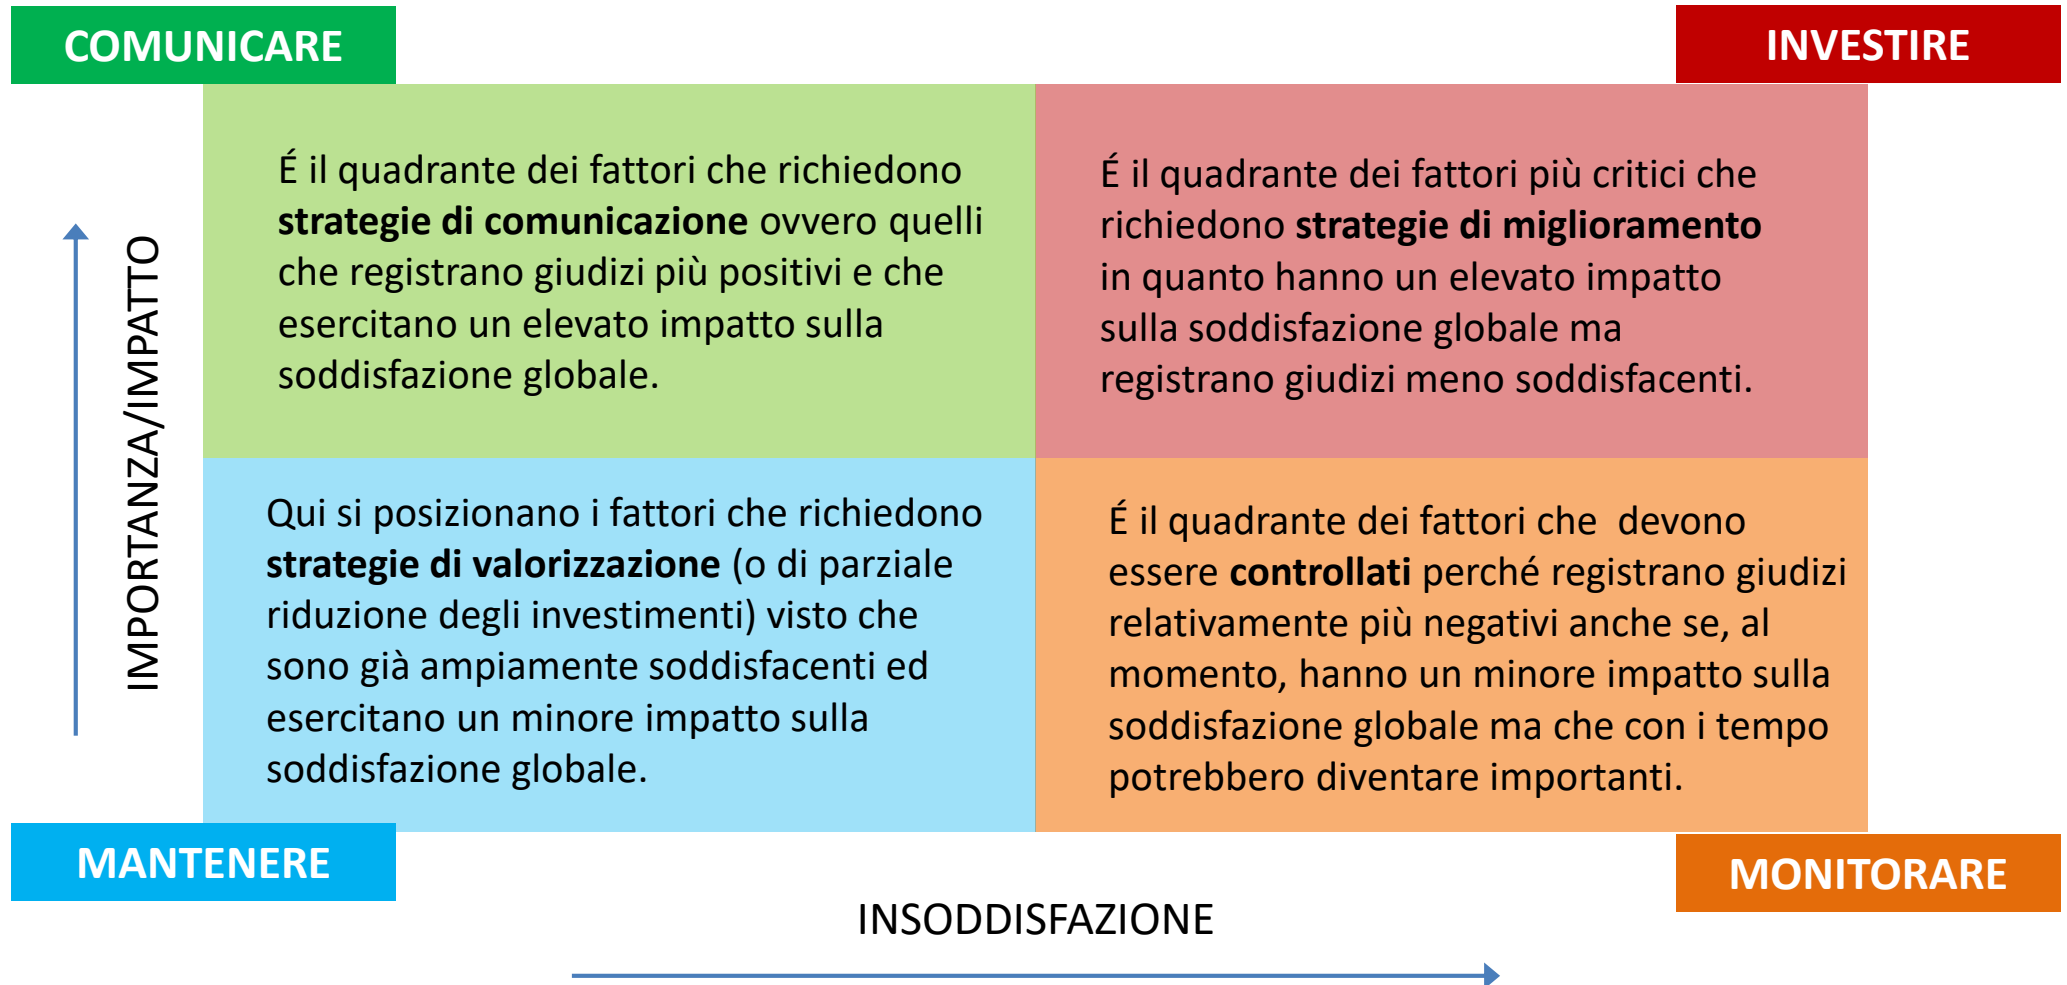 COMUNICARE
INVESTIRE
É il quadrante dei fattori che richiedono
strategie di comunicazione ovvero quelli
che registrano giudizi più positivi e che
esercitano un elevato impatto sulla
soddisfazione globale.
É il quadrante dei fattori più critici che
richiedono strategie di miglioramento
in quanto hanno un elevato impatto
sulla soddisfazione globale ma
registrano giudizi meno soddisfacenti.
IMPORTANZA/IMPATTO
Qui si posizionano i fattori che richiedono
strategie di valorizzazione (o di parziale
riduzione degli investimenti) visto che
sono già ampiamente soddisfacenti ed
esercitano un minore impatto sulla
soddisfazione globale.
É il quadrante dei fattori che  devono
essere controllati perché registrano giudizi
relativamente più negativi anche se, al
momento, hanno un minore impatto sulla
soddisfazione globale ma che con i tempo
potrebbero diventare importanti.
MANTENERE
MONITORARE
INSODDISFAZIONE